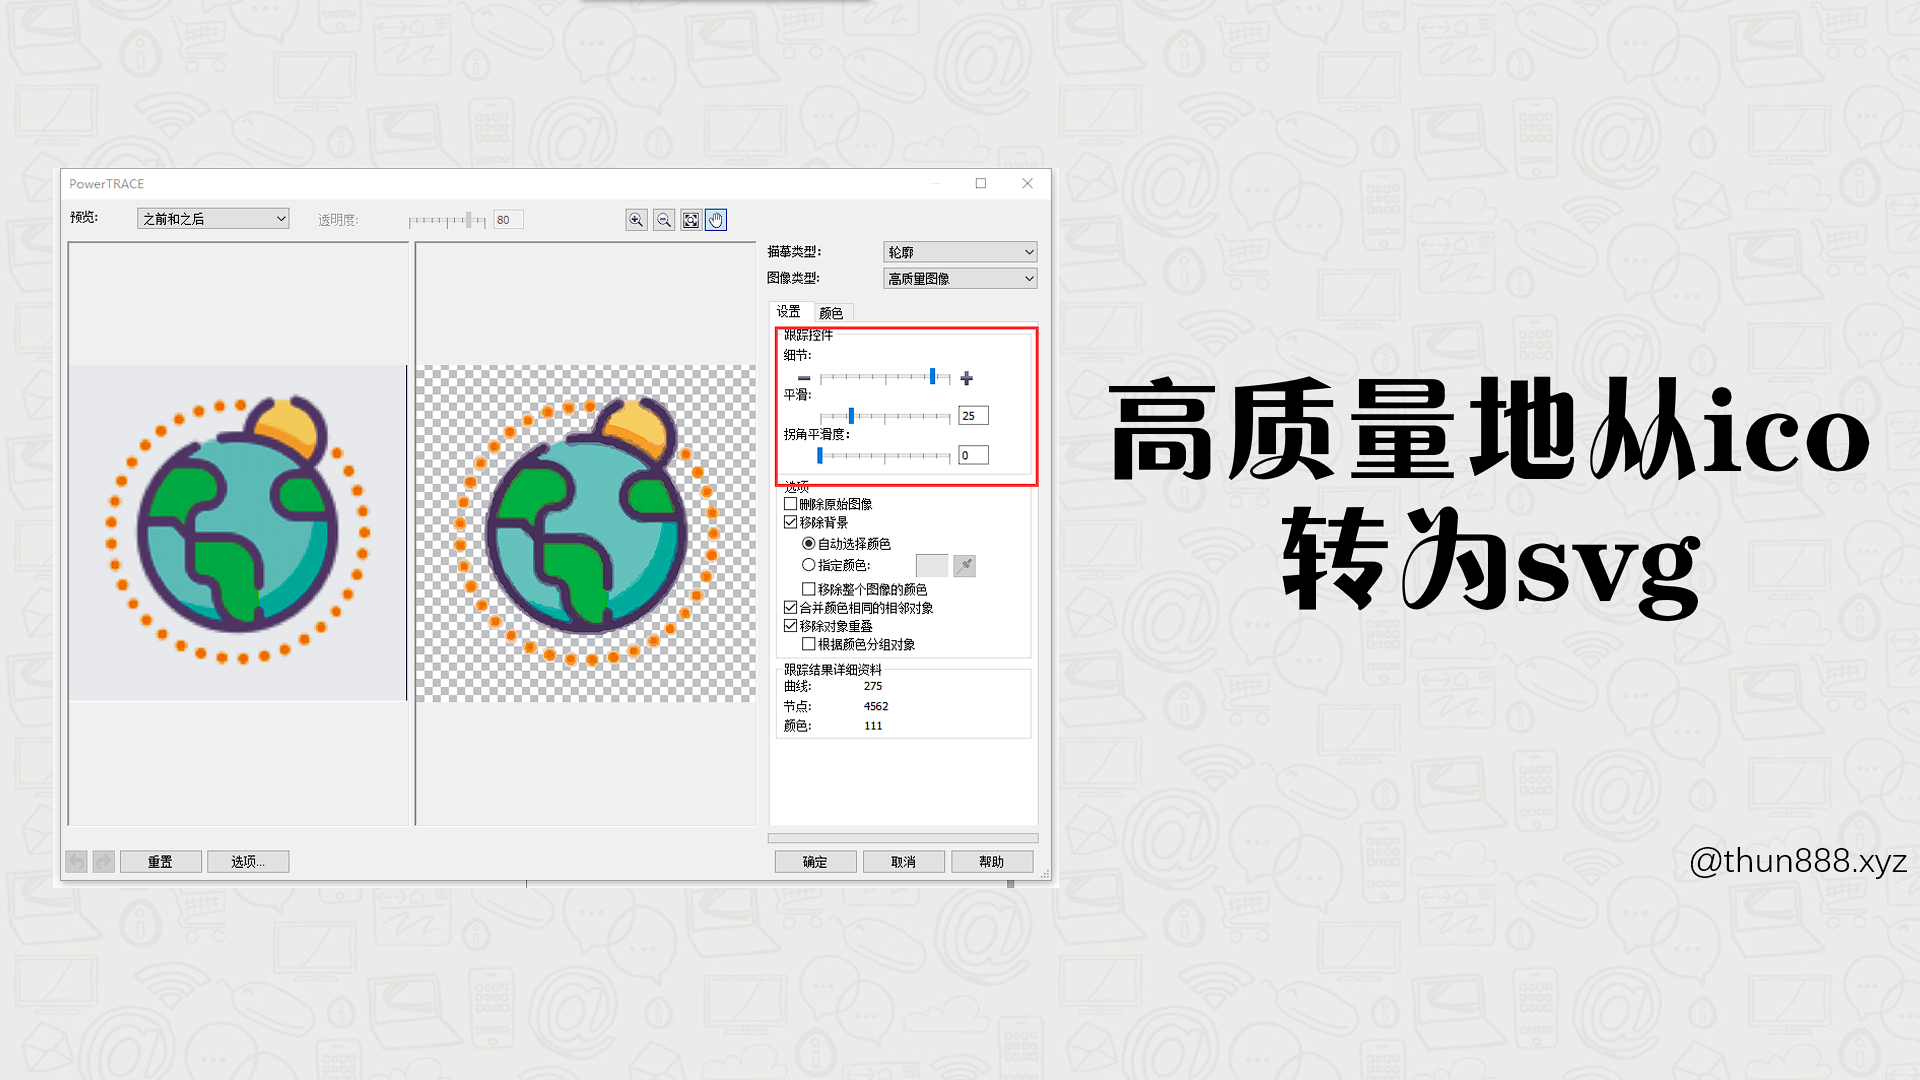 PowerTRACE
预览:
之前和之后
透明度:
80
描摹类型:
轮廓
图像类型:
高质量图像
设置
颜色
跟踪控件
细节:
平滑:
25
拐角平滑度:
0
选项
删除原始图像
移除背景
自动选择颜色
指定颜色:
移除整个图像的颜色
合并颜色相同的相邻对象
移除对象重叠
根据颜色分组对象
跟踪结果详细资料
曲线: 275
节点: 4562
颜色: 111
重置
选项...
确定
取消
帮助
高质量地从ico
转为svg
@thun888.xyz